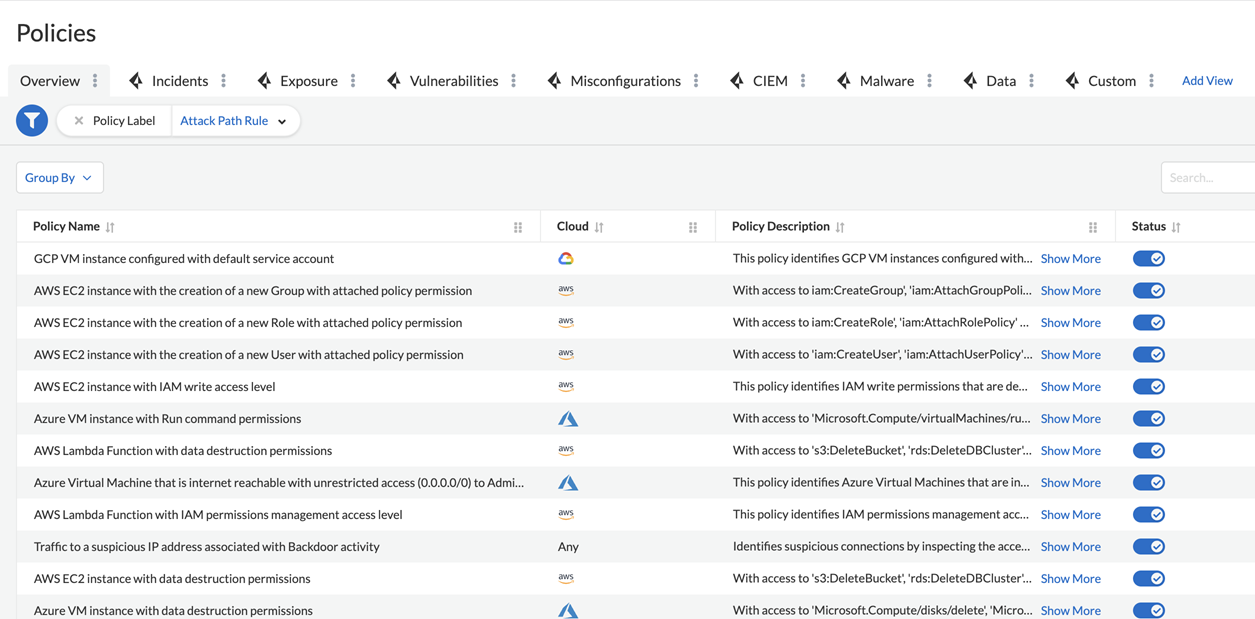 Policies
Overview Incidents Exposure Vulnerabilities Misconfigurations CIEM Malware Data Custom Add View
Policy Label Attack Path Rule
Group By Search...
Policy Name Cloud Policy Description Status
GCP VM instance configured with default service account This policy identifies GCP VM instances configured with... Show More
AWS EC2 instance with the creation of a new Group with attached policy permission aws With access to iam:CreateGroup', 'iam:AttachGroupPoli... Show More
AWS EC2 instance with the creation of a new Role with attached policy permission aws With access to iam:CreateRole', 'iam:AttachRolePolicy' ... Show More
AWS EC2 instance with the creation of a new User with attached policy permission aws With access to 'iam:CreateUser', 'iam:AttachUserPolicy'... Show More
AWS EC2 instance with IAM write access level aws This policy identifies IAM write permissions that are de... Show More
Azure VM instance with Run command permissions With access to 'Microsoft.Compute/virtualMachines/ru... Show More
AWS Lambda Function with data destruction permissions aws With access to 's3:DeleteBucket', 'rds:DeleteDBCluster'... Show More
Azure Virtual Machine that is internet reachable with unrestricted access (0.0.0.0/0) to Admi... This policy identifies Azure Virtual Machines that are in... Show More
AWS Lambda Function with IAM permissions management access level aws This policy identifies IAM permissions management acc... Show More
Traffic to a suspicious IP address associated with Backdoor activity Any Identifies suspicious connections by inspecting the acce... Show More
AWS EC2 instance with data destruction permissions aws With access to 's3:DeleteBucket', 'rds:DeleteDBCluster'... Show More
Azure VM instance with data destruction permissions With access to 'Microsoft.Compute/disks/delete', 'Micro... Show More